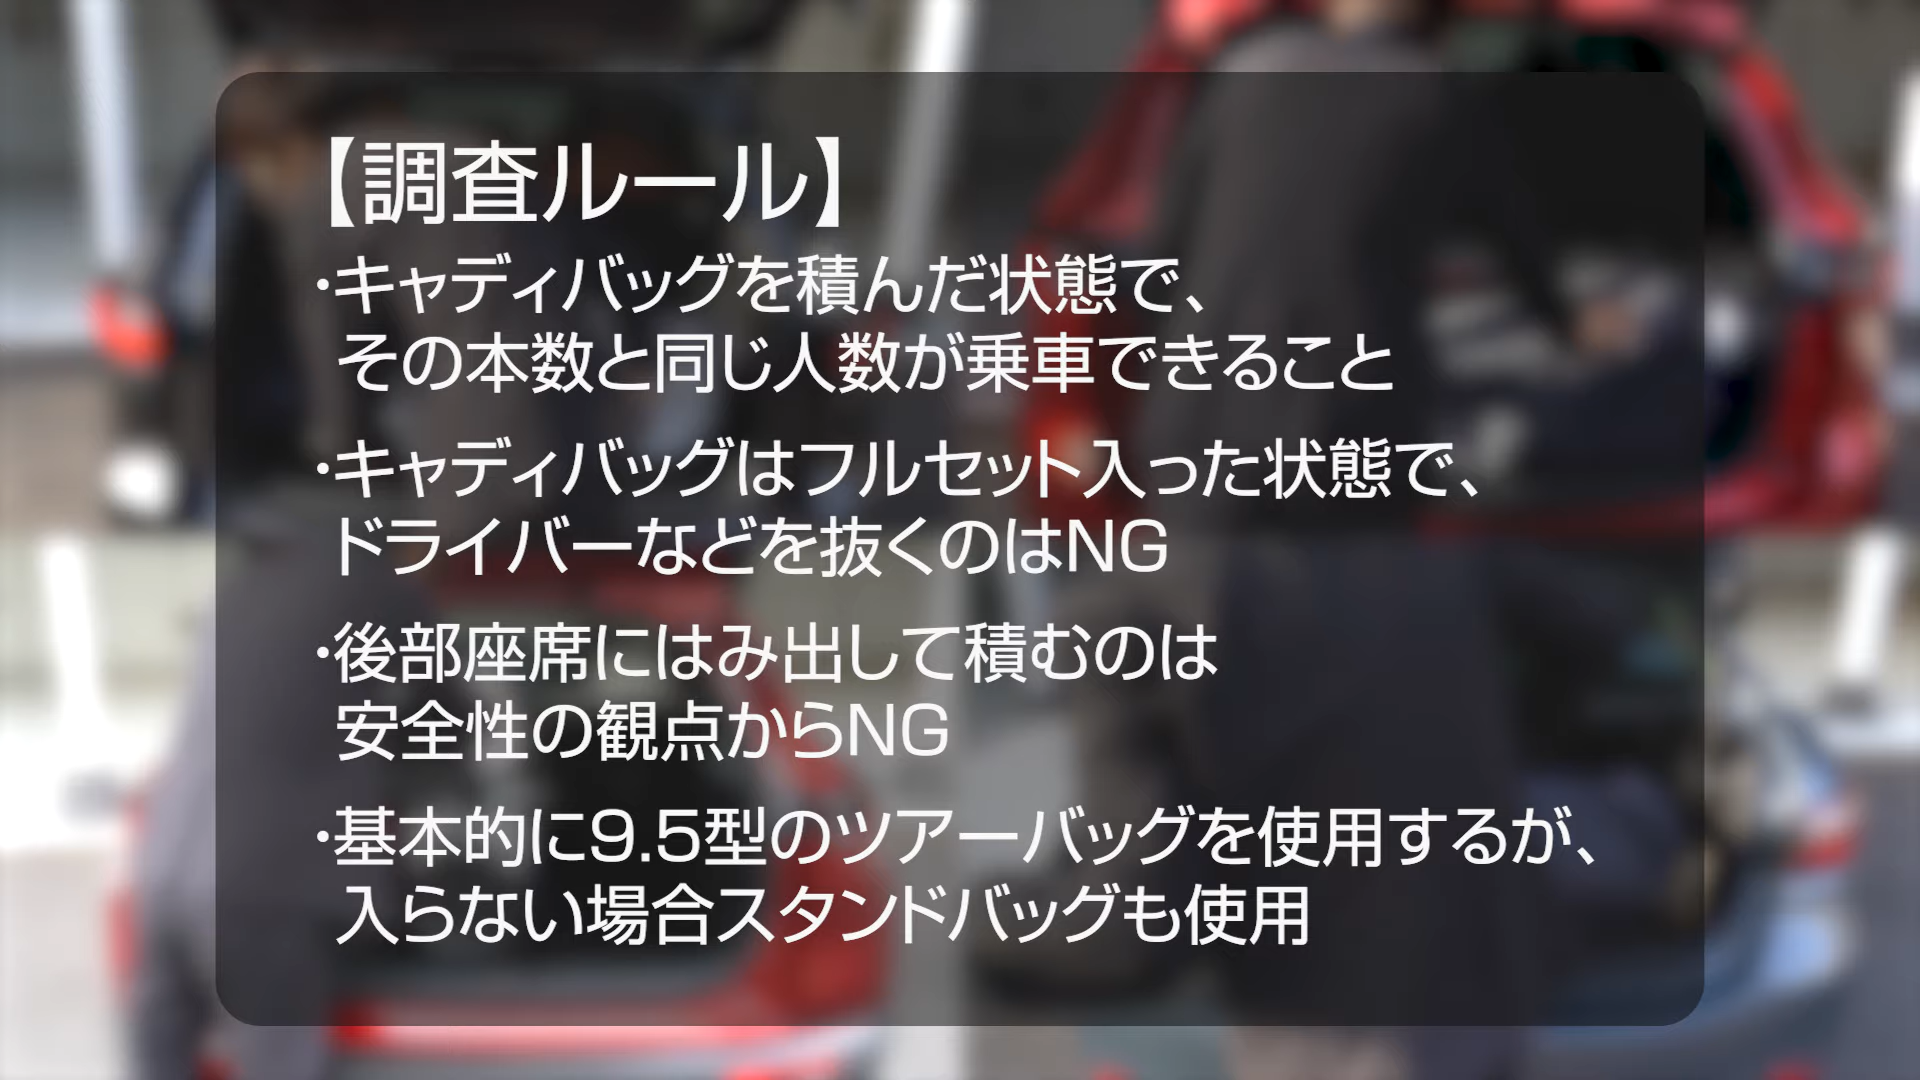 【調査ルール】
・キャディバッグを積んだ状態で、
その本数と同じ人数が乗車できること
・キャディバッグはフルセット入った状態で、
ドライバーなどを抜くのはNG
・後部座席にはみ出して積むのは
安全性の観点からNG
・基本的に9.5型のツアーバッグを使用するが、
入らない場合スタンドバッグも使用